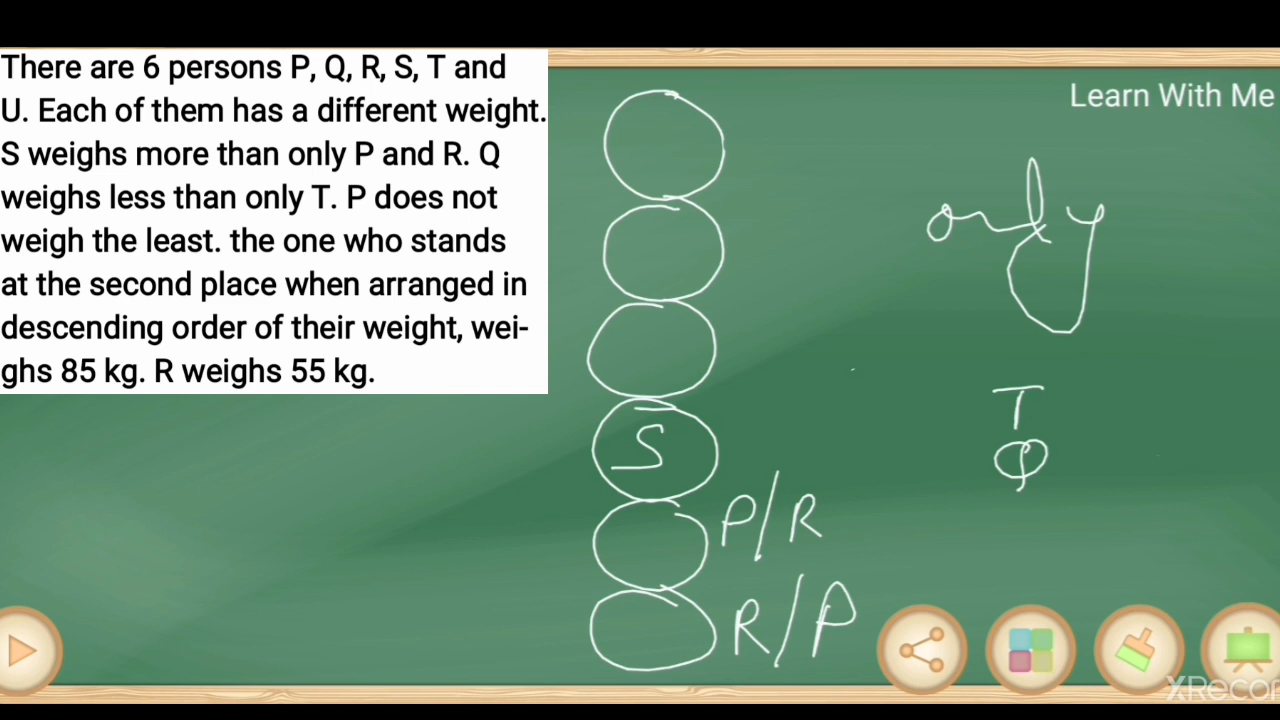 There are 6 persons P, Q, R, S, T and
U. Each of them has a different weight.
S weighs more than only P and R. Q
weighs less than only T. P does not
weigh the least. the one who stands
at the second place when arranged in
descending order of their weight, wei-
ghs 85 kg. R weighs 55 kg.
Learn With Me
only
T
Q
S
P/R
R/P
XRecor